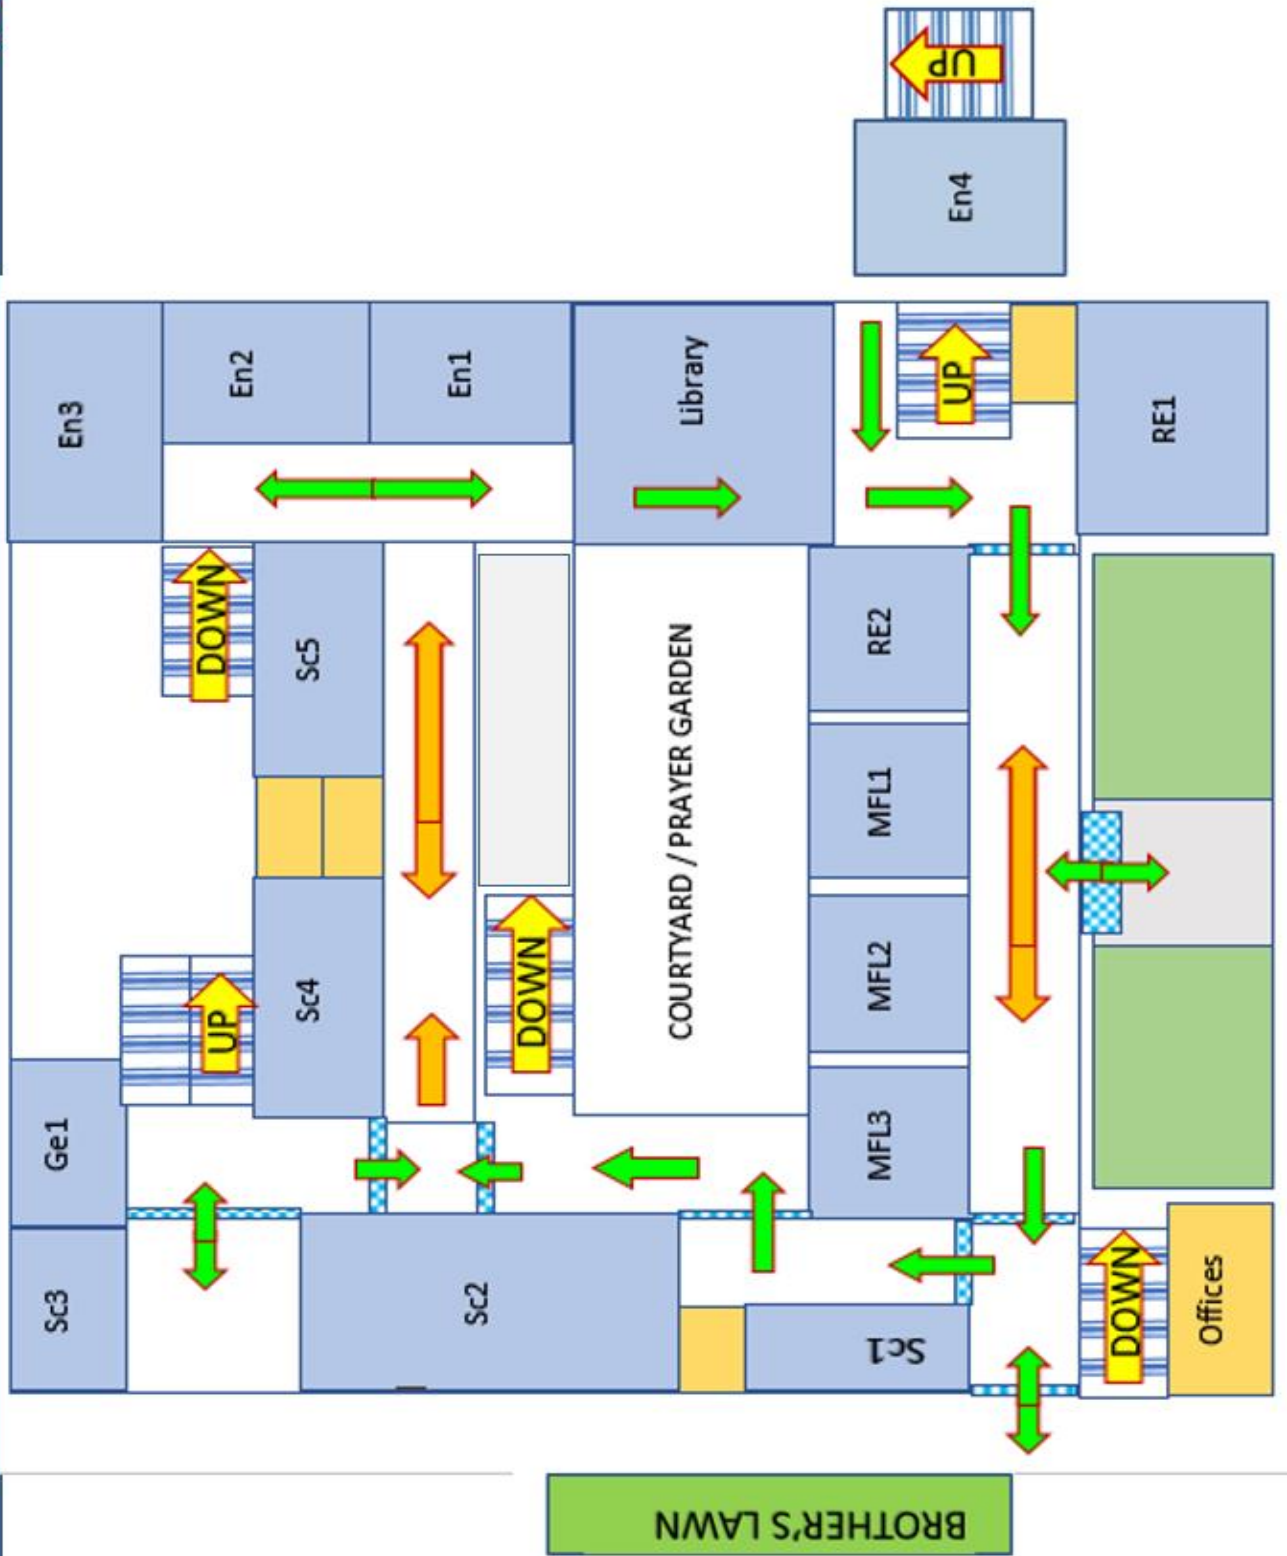 UP
En4
En3
En2
En1
Library
UP
RE1
DOWN
Sc5
COURTYARD / PRAYER GARDEN
RE2
MFL1
UP
Sc4
DOWN
MFL2
Ge1
MFL3
Sc3
Sc2
Sc1
DOWN
Offices
BROTHER'S LAWN